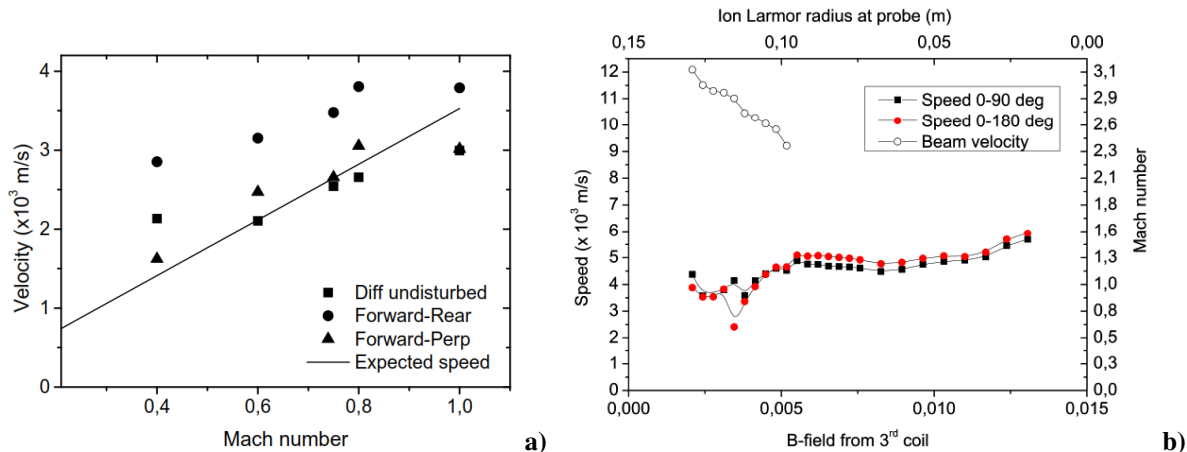 4
3
2
1
0
Velocity (x10³ m/s)
Diff undisturbed
Forward-Rear
Forward-Perp
Expected speed
0,4 0,6 0,8 1,0
Mach number
a)
Ion Larmor radius at probe (m)
0,15 0,10 0,05 0,00
12
11
10
9
8
7
6
5
4
3
2
1
0
Speed (x 10³ m/s)
Speed 0-90 deg
Speed 0-180 deg
Beam velocity
3,1
2,9
2,6
2,3
2,1
1,8
1,6
1,3
1,0
0,8
0,5
0,3
0,0
Mach number
0,000 0,005 0,010 0,015
B-field from 3rd coil
b)